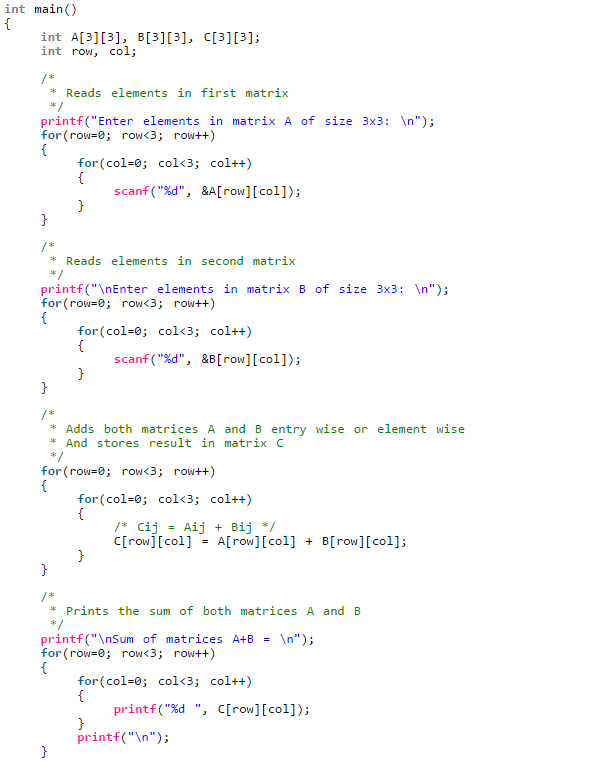 int main()
{
int A[3][3], B[3][3], C[3][3];
int row, col;
/*
* Reads elements in first matrix
*/
printf("Enter elements in matrix A of size 3x3: \n");
for(row=0; row<3; row++)
{
for(col=0; col<3; col++)
{
scanf("%d", &A[row][col]);
}
}
/*
* Reads elements in second matrix
*/
printf("\nEnter elements in matrix B of size 3x3: \n");
for(row=0; row<3; row++)
{
for(col=0; col<3; col++)
{
scanf("%d", &B[row][col]);
}
}
/*
* Adds both matrices A and B entry wise or element wise
* And stores result in matrix C
*/
for(row=0; row<3; row++)
{
for(col=0; col<3; col++)
{
/* Cij = Aij + Bij */
C[row][col] = A[row][col] + B[row][col];
}
}
/*
* Prints the sum of both matrices A and B
*/
printf("\nSum of matrices A+B = \n");
for(row=0; row<3; row++)
{
for(col=0; col<3; col++)
{
printf("%d ", C[row][col]);
}
printf("\n");
}